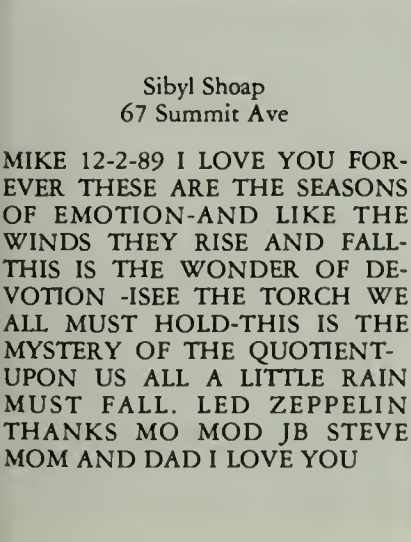 Sibyl Shoap
67 Summit Ave
MIKE 12-2-89 I LOVE YOU FOR-
EVER THESE ARE THE SEASONS
OF EMOTION-AND LIKE THE
WINDS THEY RISE AND FALL-
THIS IS THE WONDER OF DE-
VOTION -ISEE THE TORCH WE
ALL MUST HOLD-THIS IS THE
MYSTERY OF THE QUOTIENT-
UPON US ALL A LITTLE RAIN
MUST FALL. LED ZEPPELIN
THANKS MO MOD JB STEVE
MOM AND DAD I LOVE YOU